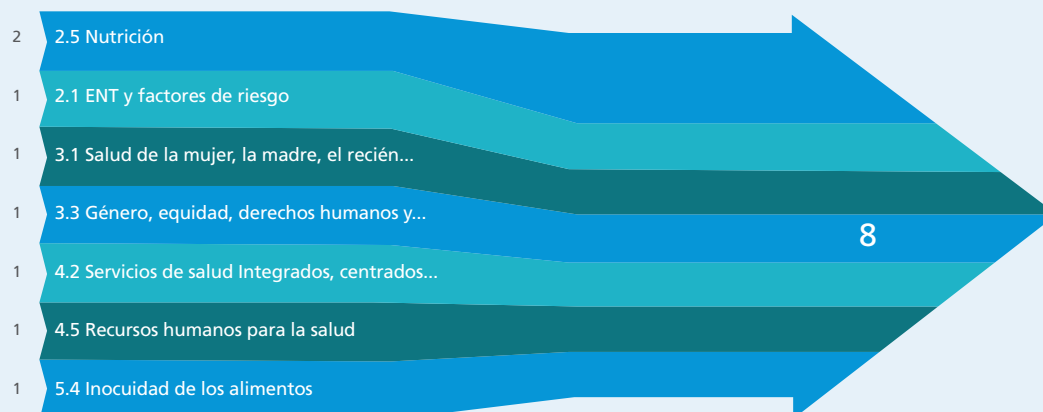 2 2.5 Nutrición
1 2.1 ENT y factores de riesgo
1 3.1 Salud de la mujer, la madre, el recién...
1 3.3 Género, equidad, derechos humanos y...
8
1 4.2 Servicios de salud Integrados, centrados...
1 4.5 Recursos humanos para la salud
1 5.4 Inocuidad de los alimentos